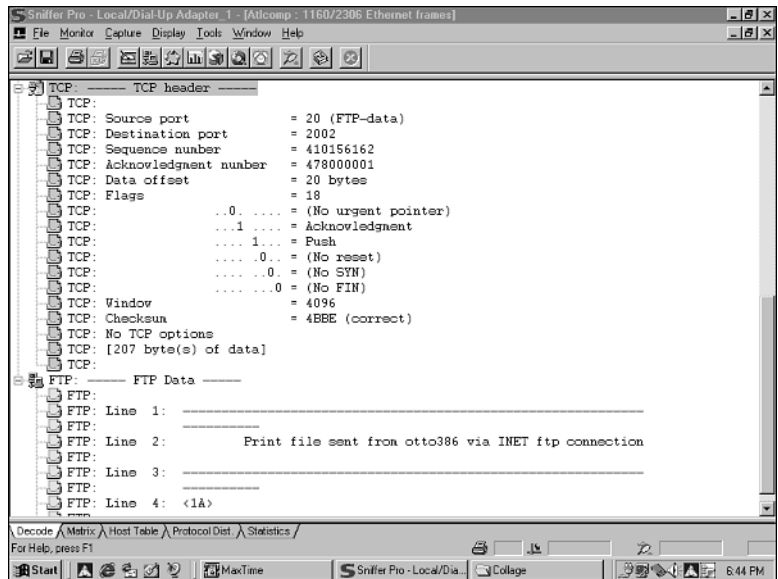 Sniffer Pro - Local/Dial-Up Adapter_1 - [Atlcomp : 1160/2306 Ethernet frames]
File Monitor Capture Display Tools Window Help
TCP: ----- TCP header -----
TCP:
TCP: Source port = 20 (FTP-data)
TCP: Destination port = 2002
TCP: Sequence number = 410156162
TCP: Acknowledgment number = 478000001
TCP: Data offset = 20 bytes
TCP: Flags = 18
TCP: ..0. .... = (No urgent pointer)
TCP: ...1 .... = Acknowledgment
TCP: .... 1... = Push
TCP: .... .0.. = (No reset)
TCP: .... ..0. = (No SYN)
TCP: .... ...0 = (No FIN)
TCP: Window = 4096
TCP: Checksum = 4BBE (correct)
TCP: No TCP options
TCP: [207 byte(s) of data]
TCP:
FTP: ----- FTP Data -----
FTP:
FTP: Line 1: ------------------------------------------------------------
FTP: ----------
FTP: Line 2: Print file sent from otto386 via INET ftp connection
FTP:
FTP: Line 3: ------------------------------------------------------------
FTP: ----------
FTP: Line 4: <1A>
FTP:
Decode Matrix Host Table Protocol Dist. Statistics
For Help, press F1
Start MaxTime Sniffer Pro - Local/Dia... Collage 6:44 PM